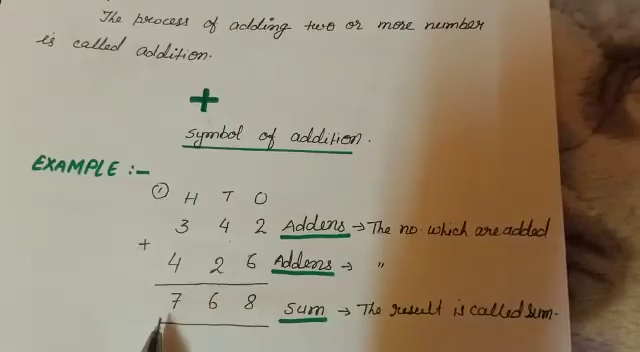 The process of adding two or more number
is called addition.
+
symbol of addition.
EXAMPLE :-
① H T O
3 4 2 Addens → The no. which are added
+
4 2 6 Addens → "
7 6 8 Sum → The result is called sum.